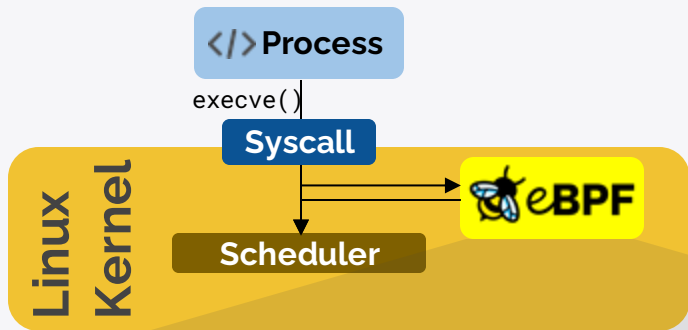 </> Process
execve()
Syscall
eBPF
Linux
Kernel
Scheduler